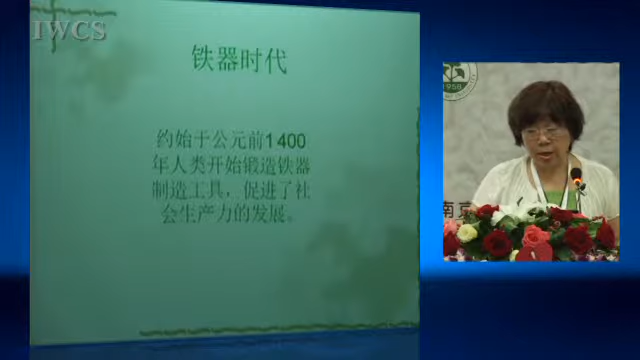 IWCS
铁器时代
约始于公元前1400
年人类开始锻造铁器
制造工具，促进了社
会生产力的发展。
1958
南京